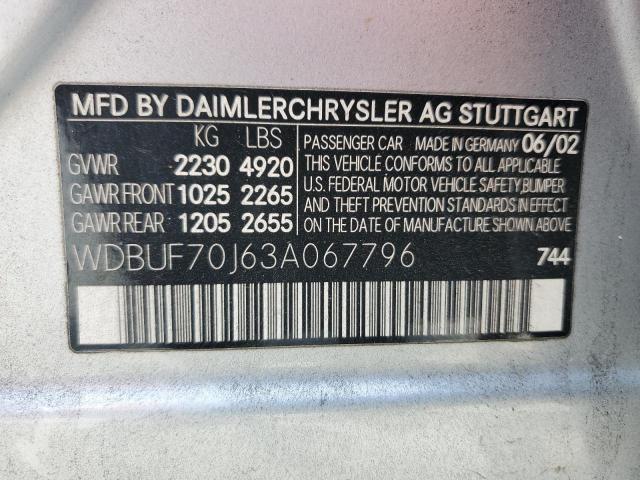 MFD BY DAIMLERCHRYSLER AG STUTTGART
KG LBS
GVWR 2230 4920
GAWR FRONT 1025 2265
GAWR REAR 1205 2655
PASSENGER CAR MADE IN GERMANY 06/02
THIS VEHICLE CONFORMS TO ALL APPLICABLE
U.S. FEDERAL MOTOR VEHICLE SAFETY, BUMPER
AND THEFT PREVENTION STANDARDS IN EFFECT
ON THE DATE OF MANUFACTURE SHOWN ABOVE
WDBUF70J63A067796 744